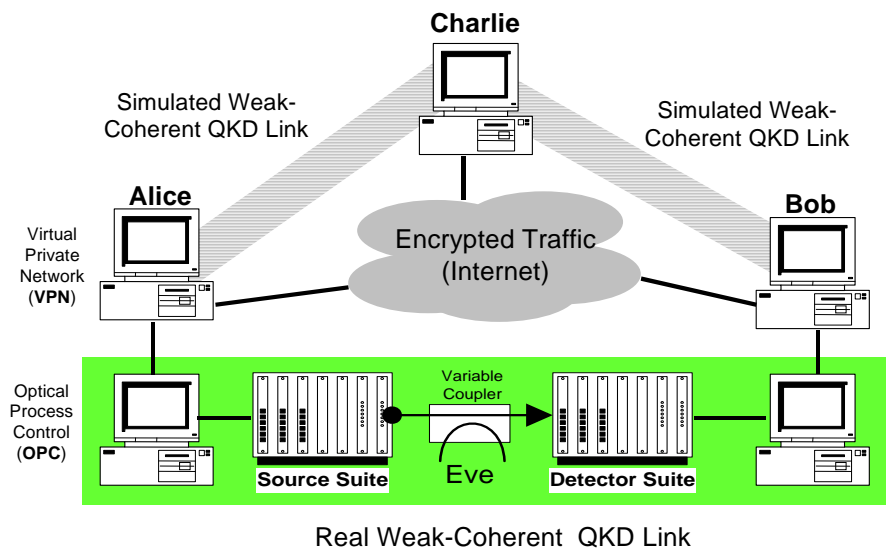 Charlie
Simulated Weak-
Coherent QKD Link
Simulated Weak-
Coherent QKD Link
Alice
Bob
Virtual
Private
Network
(VPN)
Encrypted Traffic
(Internet)
Optical
Process
Control
(OPC)
Variable
Coupler
Eve
Source Suite
Detector Suite
Real Weak-Coherent QKD Link